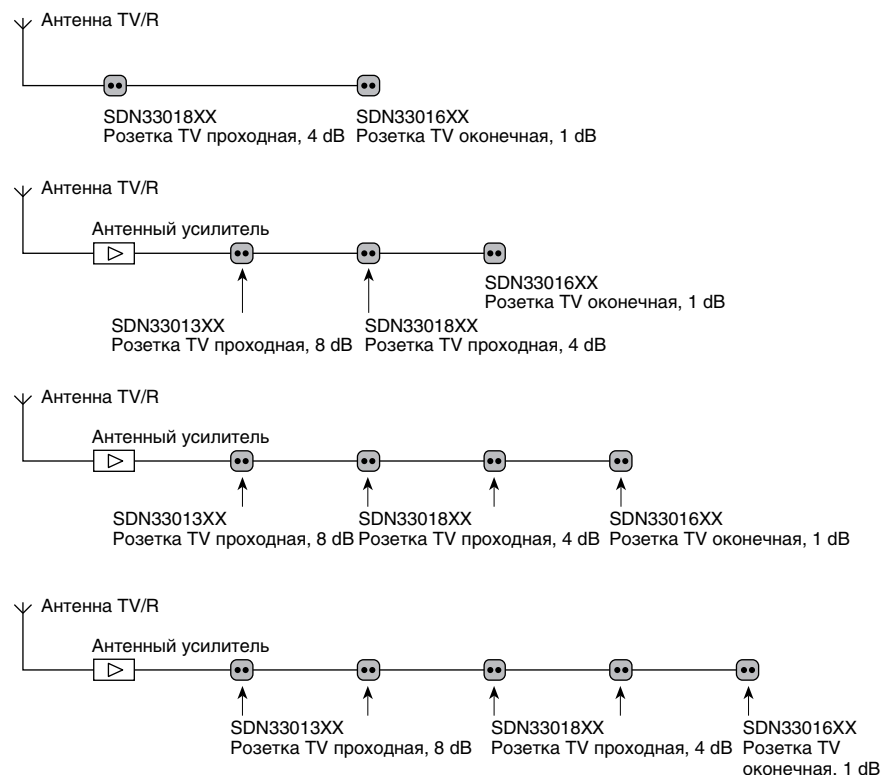 Антенна TV/R
SDN33018XX
Розетка TV проходная, 4 dB
SDN33016XX
Розетка TV оконечная, 1 dB
Антенна TV/R
Антенный усилитель
SDN33016XX
Розетка TV оконечная, 1 dB
SDN33013XX
Розетка TV проходная, 8 dB
SDN33018XX
Розетка TV проходная, 4 dB
Антенна TV/R
Антенный усилитель
SDN33013XX
Розетка TV проходная, 8 dB
SDN33018XX
Розетка TV проходная, 4 dB
SDN33016XX
Розетка TV оконечная, 1 dB
Антенна TV/R
Антенный усилитель
SDN33013XX
Розетка TV проходная, 8 dB
SDN33018XX
Розетка TV проходная, 4 dB
SDN33016XX
Розетка TV
оконечная, 1 dB